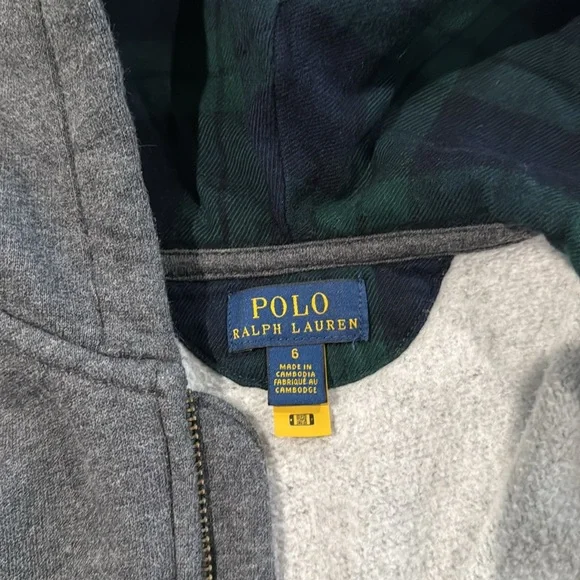 POLO
RALPH LAUREN
6
MADE IN
CAMBODIA
FABRIQUÉ AU
CAMBODGE